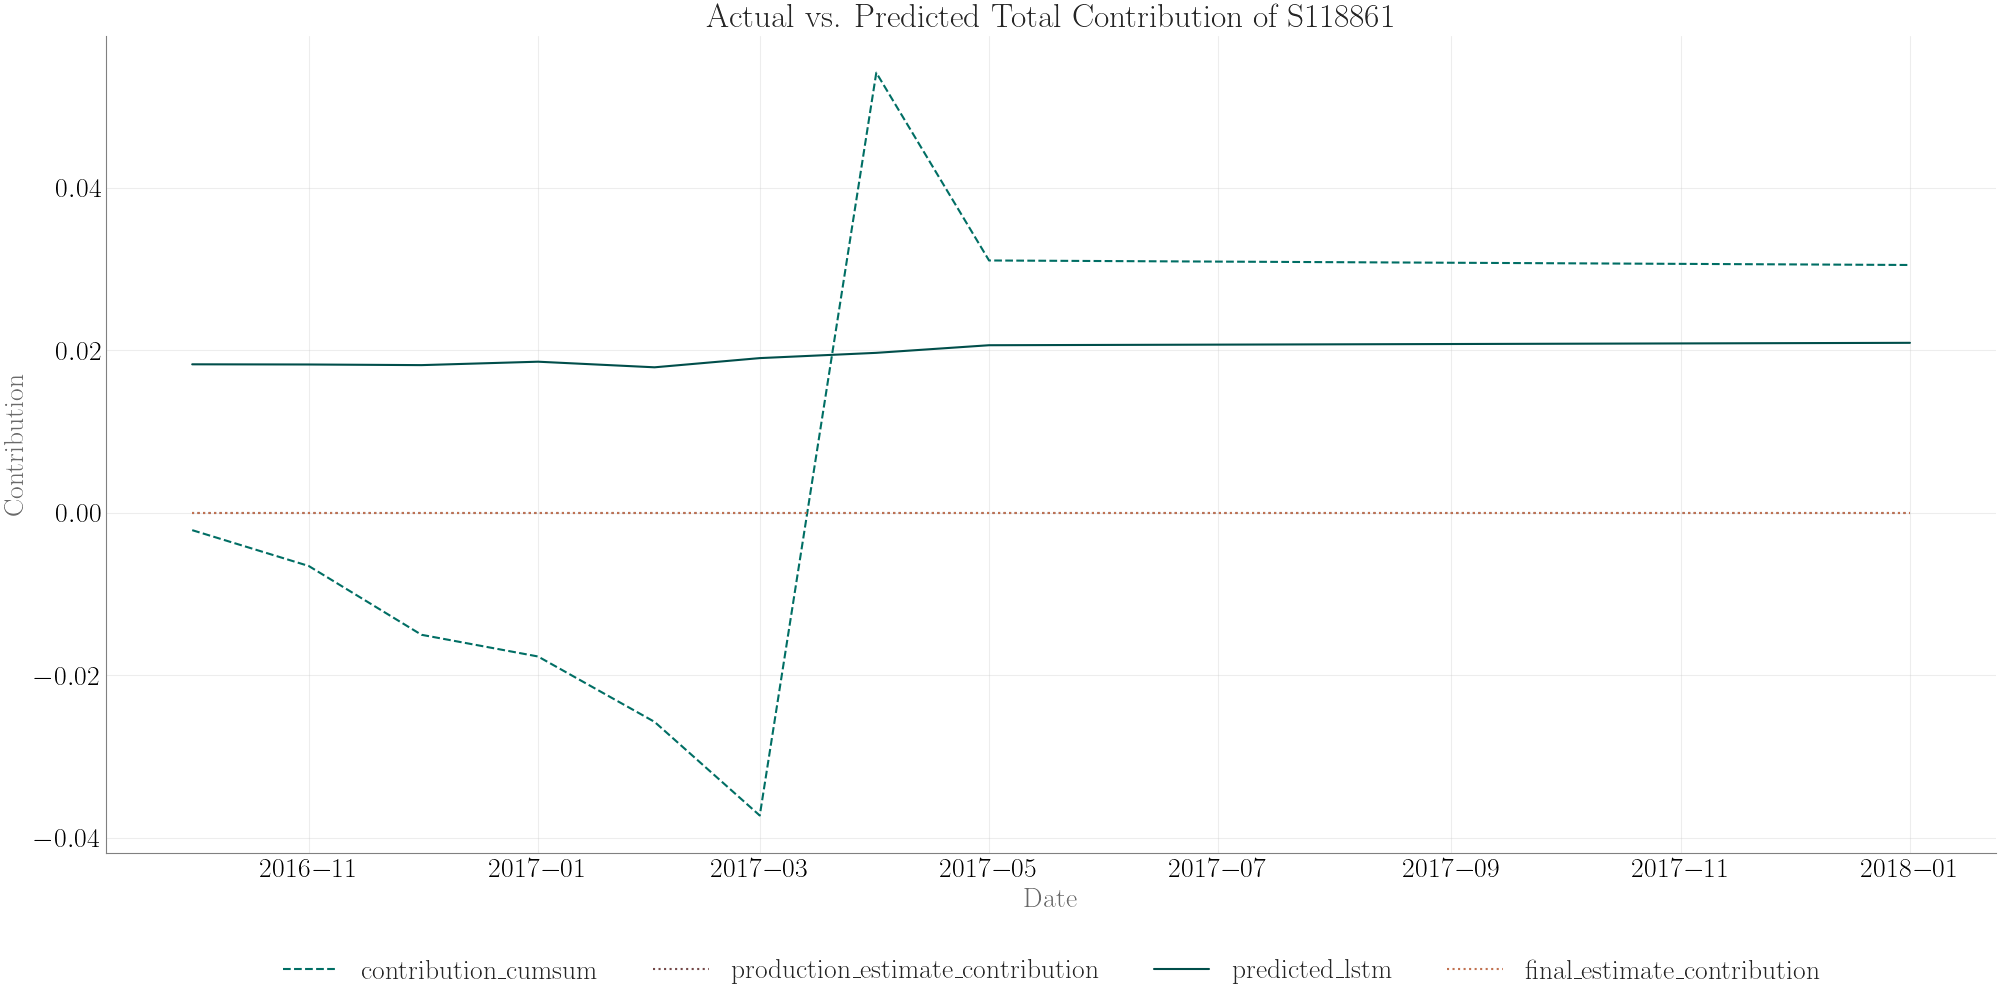 Actual vs. Predicted Total Contribution of S118861
Contribution
0.04
0.02
0.00
−0.02
−0.04
2016−11 2017−01 2017−03 2017−05 2017−07 2017−09 2017−11 2018−01
Date
contribution_cumsum production_estimate_contribution predicted_lstm final_estimate_contribution